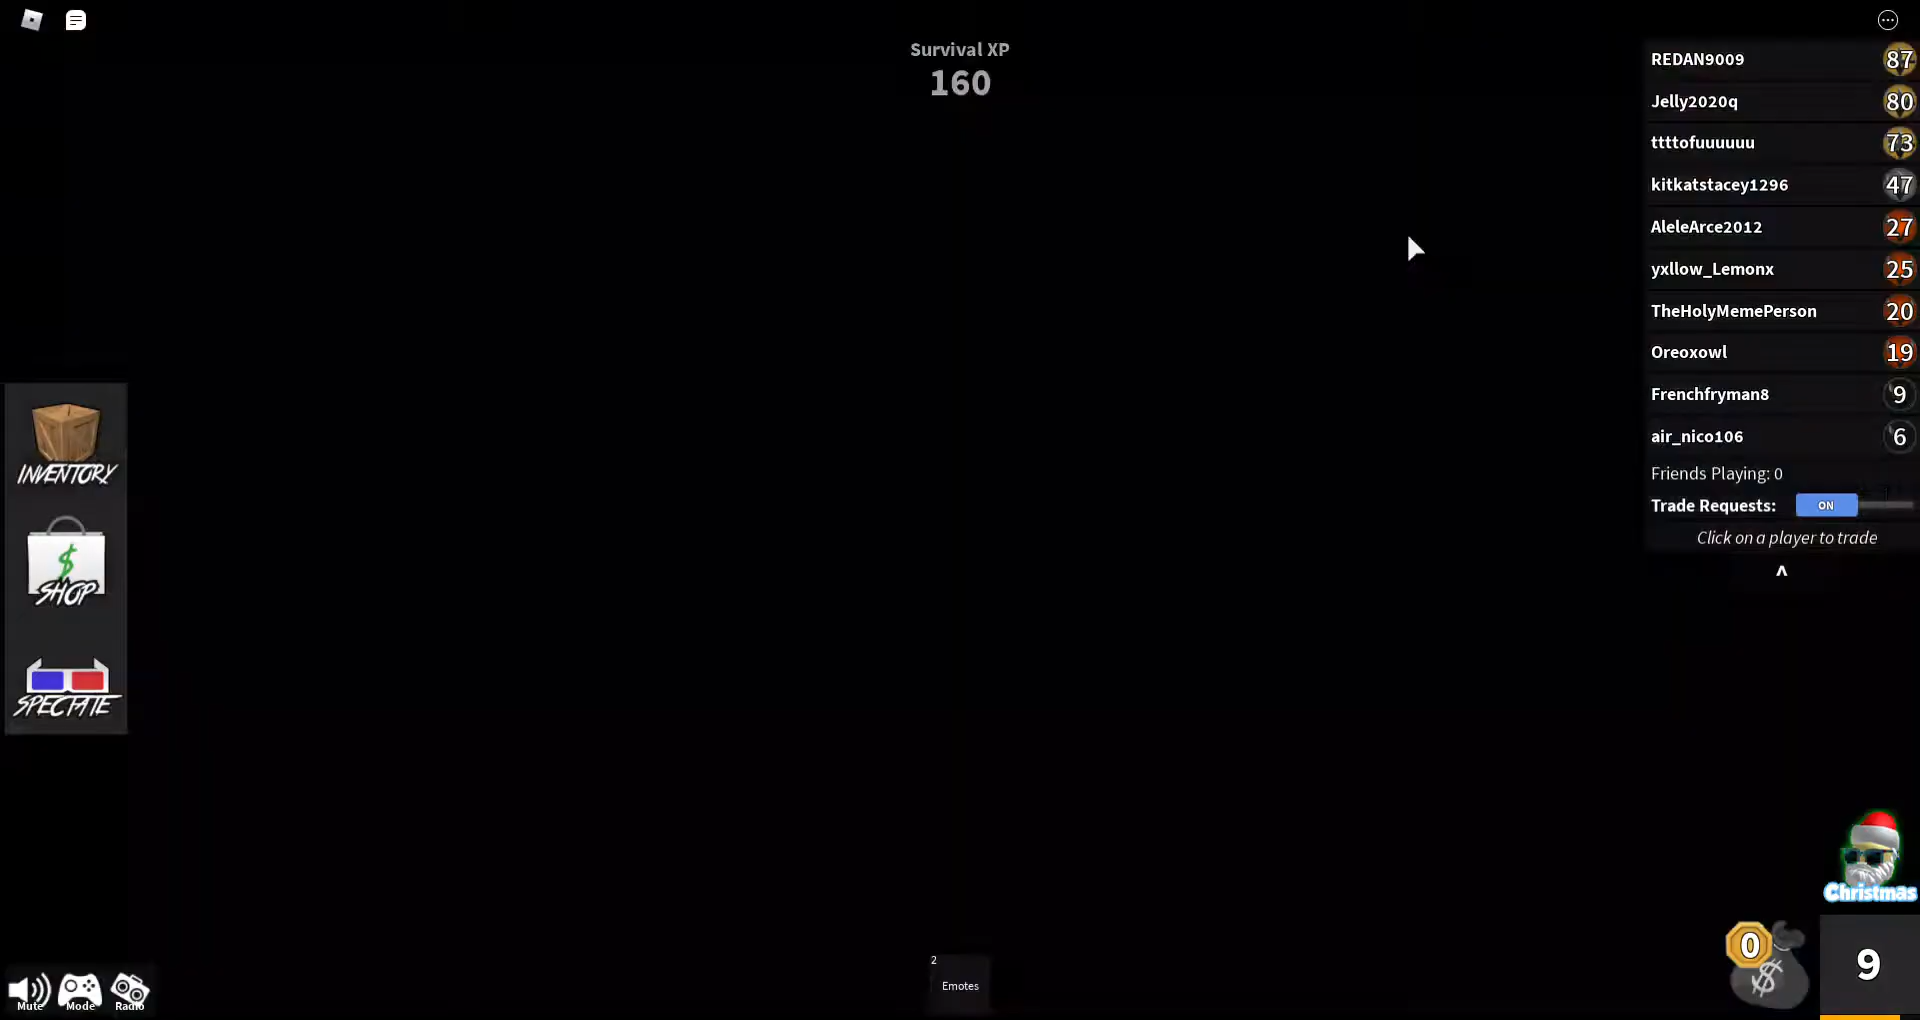 Survival XP
160
REDAN9009 87
Jelly2020q 80
ttttofuuuuuu 73
kitkatstacey1296 47
AleleArce2012 27
yxllow_Lemonx 25
TheHolyMemePerson 20
Oreoxowl 19
Frenchfryman8 9
air_nico106 6
Friends Playing: 0
Trade Requests: ON
Click on a player to trade
^
INVENTORY
$
SHOP
SPECTATE
Christmas
0
$
9
2
Emotes
Mute Mode Radio